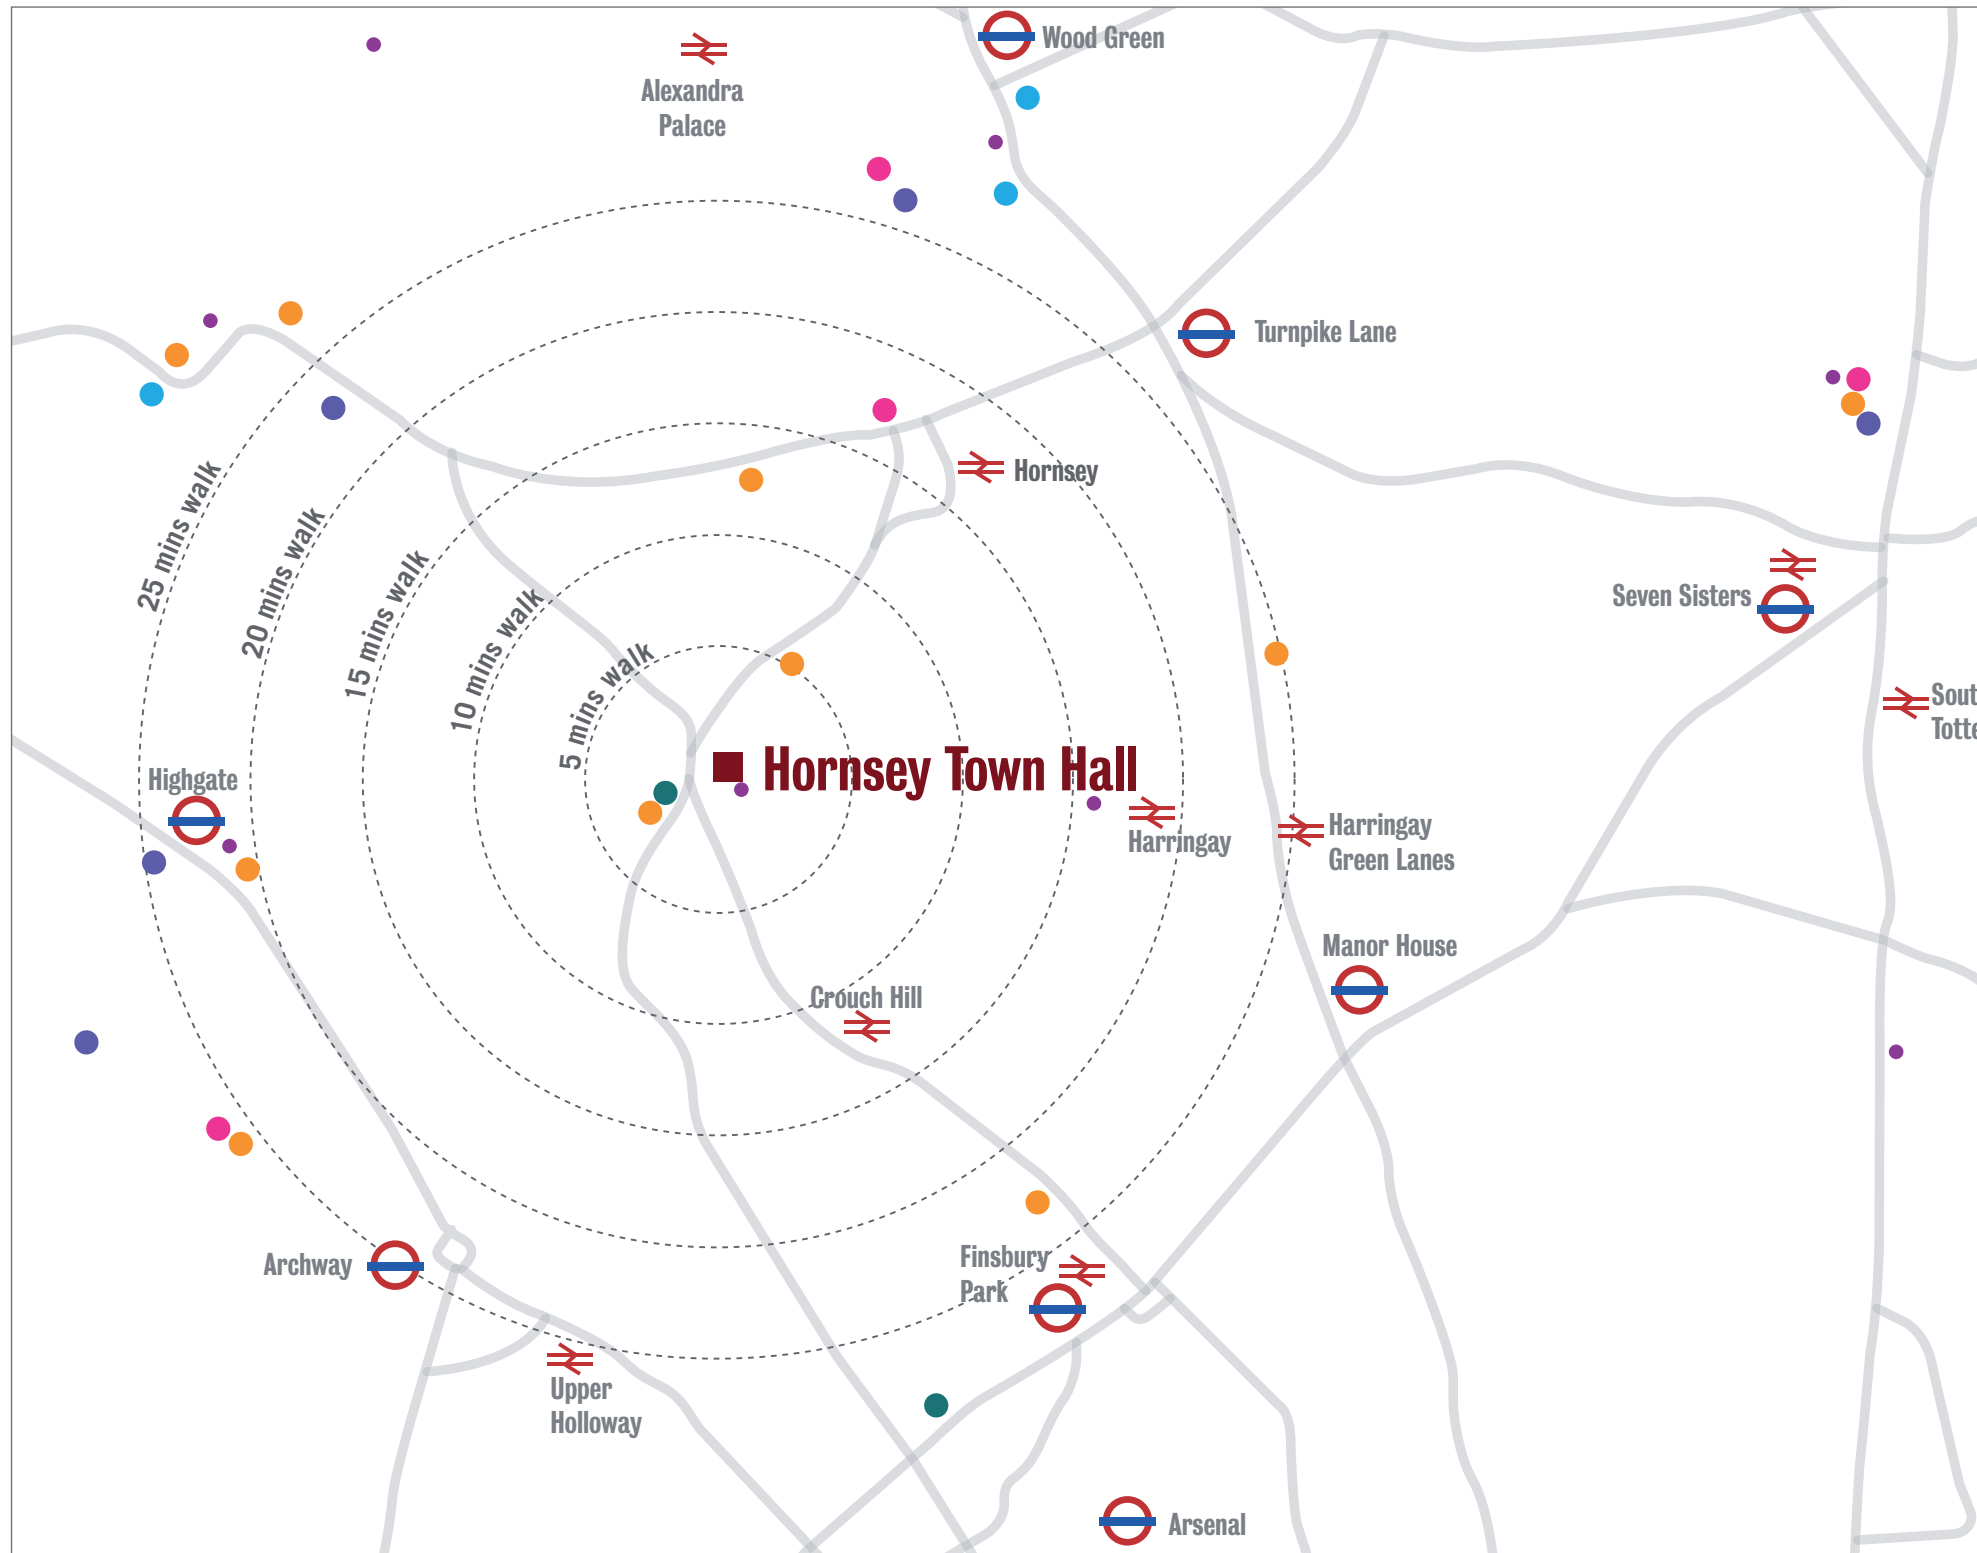 Wood Green
Alexandra
Palace
Turnpike Lane
Hornsey
25 mins walk
20 mins walk
15 mins walk
10 mins walk
5 mins walk
Seven Sisters
Sout
Totte
Hornsey Town Hall
Highgate
Harringay
Harringay
Green Lanes
Manor House
Crouch Hill
Archway
Finsbury
Park
Upper
Holloway
Arsenal